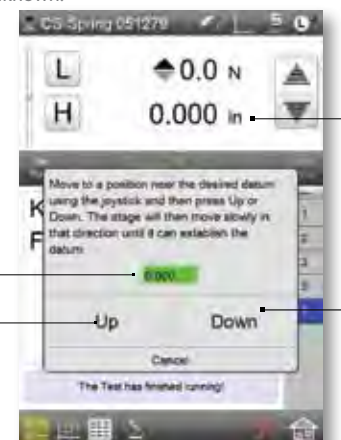 CS-Spring 051279
L
0.0 N
H
0.000 in
Move to a position near the desired datum
using the joystick and then press Up or
Down. The stage will then move slowly in
that direction until it can establish the
datum
0.000
K
F
1
2
3
Up
Down
Cancel
The Test has finished running!